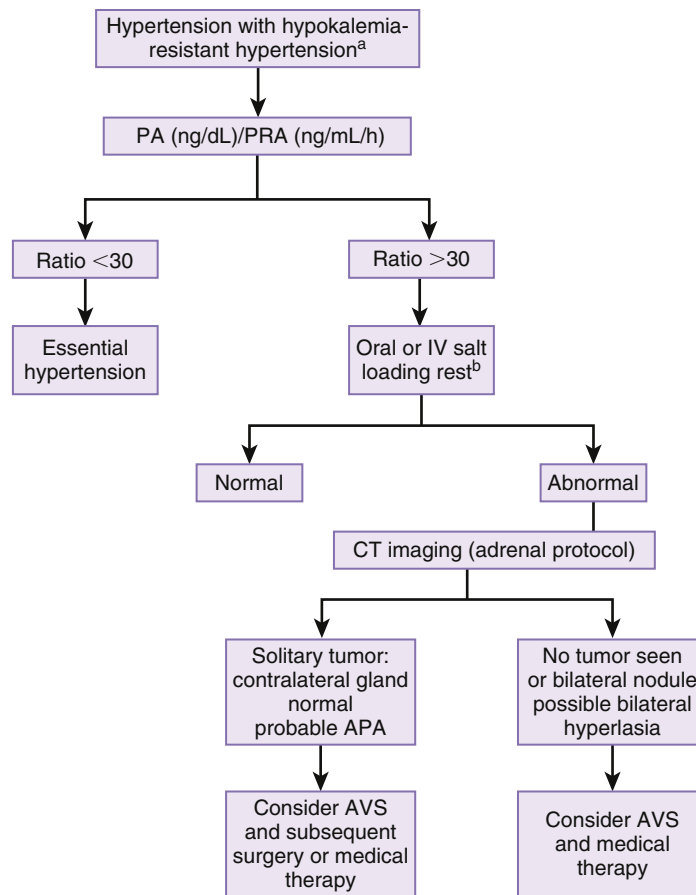 Hypertension with hypokalemia-
resistant hypertensionᵃ
PA (ng/dL)/PRA (ng/mL/h)
Ratio <30
Ratio >30
Essential
hypertension
Oral or IV salt
loading restᵇ
Normal
Abnormal
CT imaging (adrenal protocol)
Solitary tumor:
contralateral gland
normal
probable APA
No tumor seen
or bilateral nodule
possible bilateral
hyperlasia
Consider AVS
and subsequent
surgery or medical
therapy
Consider AVS
and medical
therapy